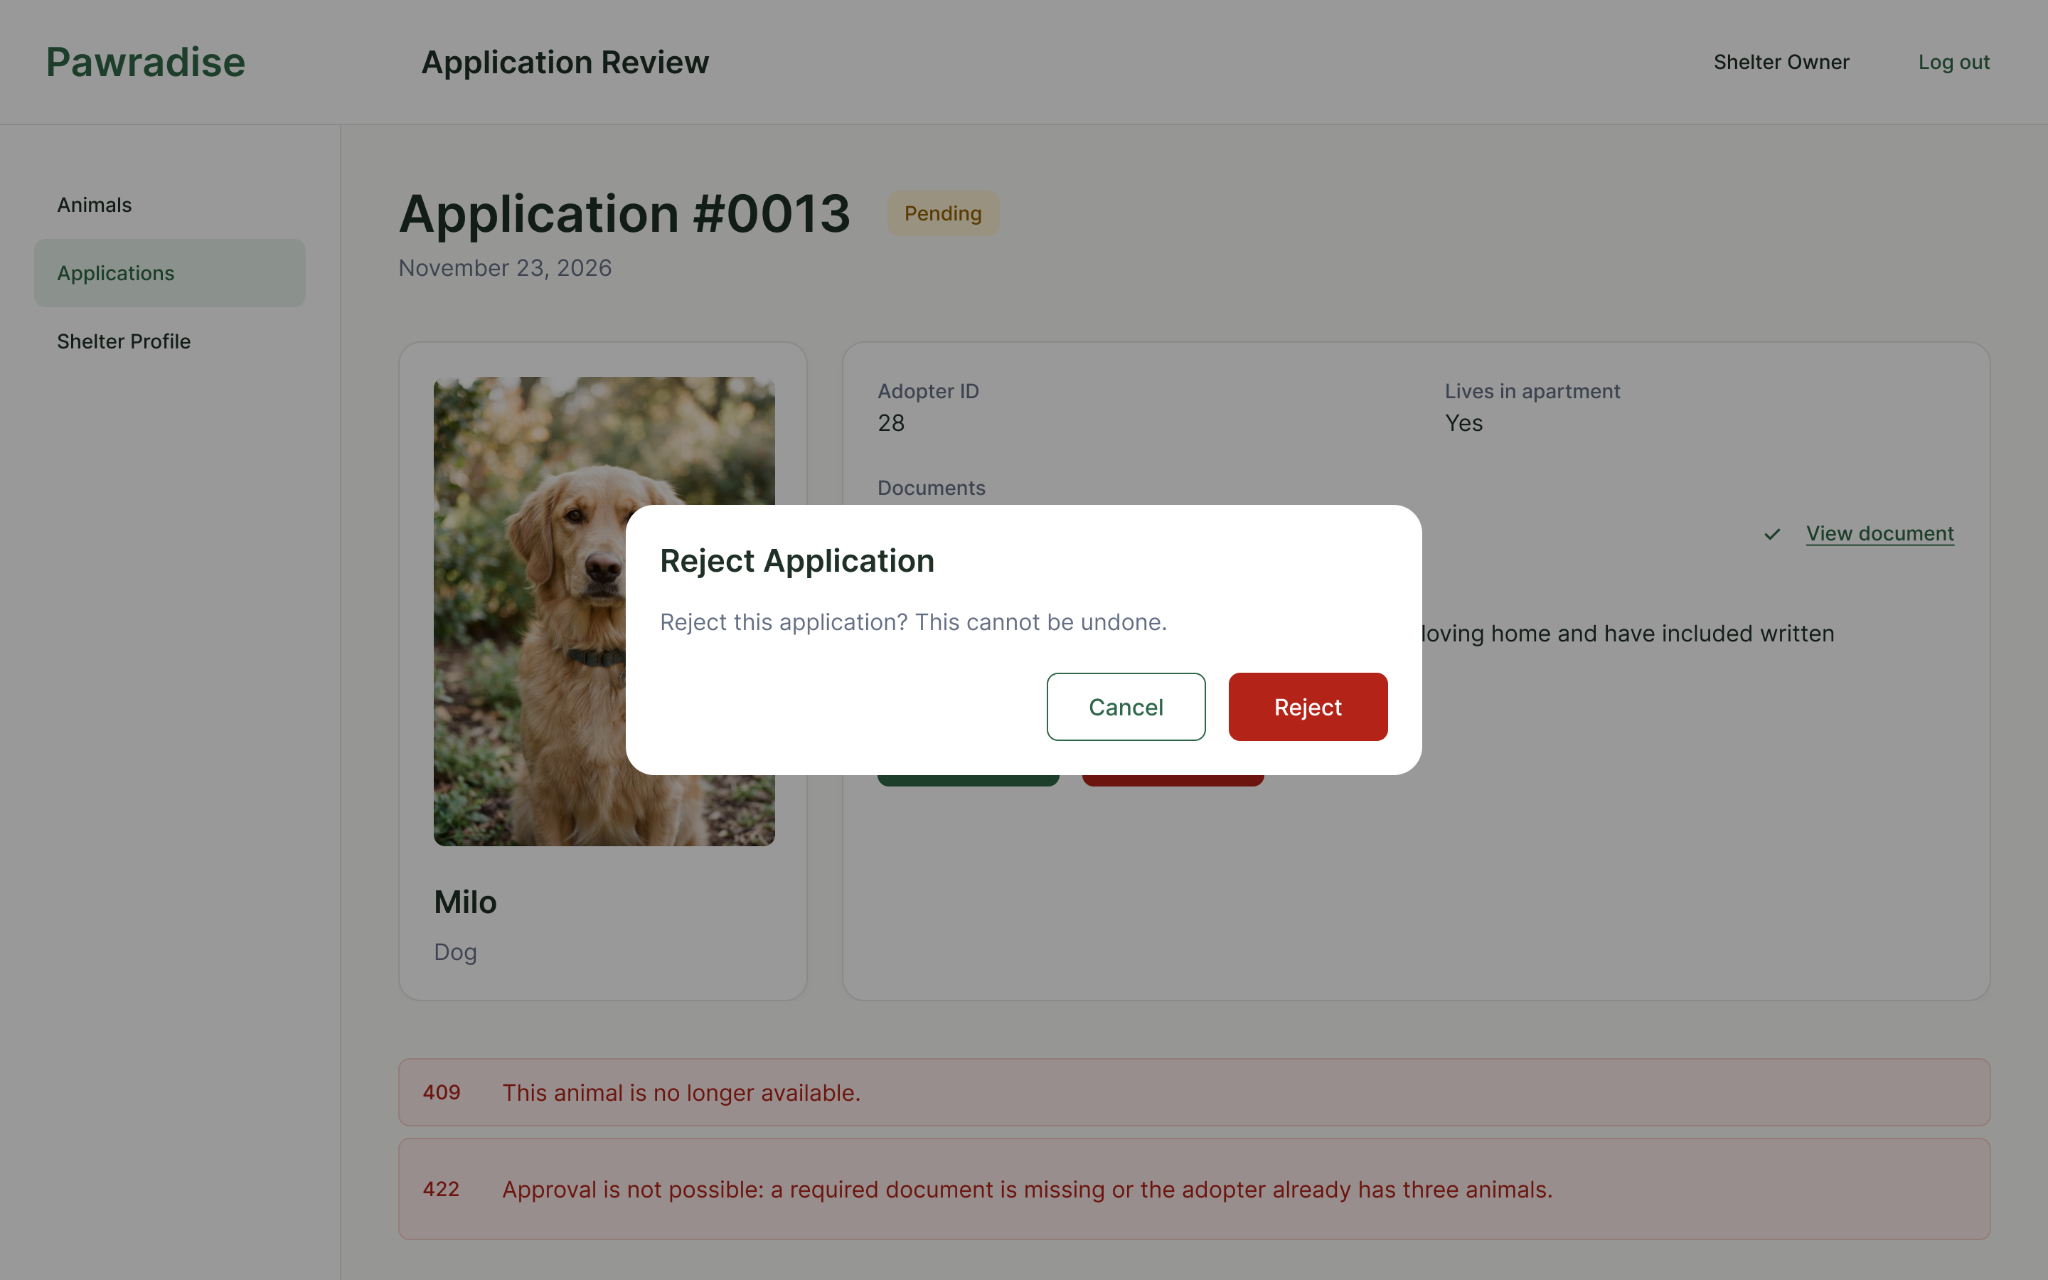 Pawradise
Application Review
Shelter Owner
Log out
Animals
Applications
Shelter Profile
Application #0013
Pending
November 23, 2026
Adopter ID
28
Lives in apartment
Yes
Documents
View document
loving home and have included written
Reject Application
Reject this application? This cannot be undone.
Cancel
Reject
Milo
Dog
409 This animal is no longer available.
422 Approval is not possible: a required document is missing or the adopter already has three animals.